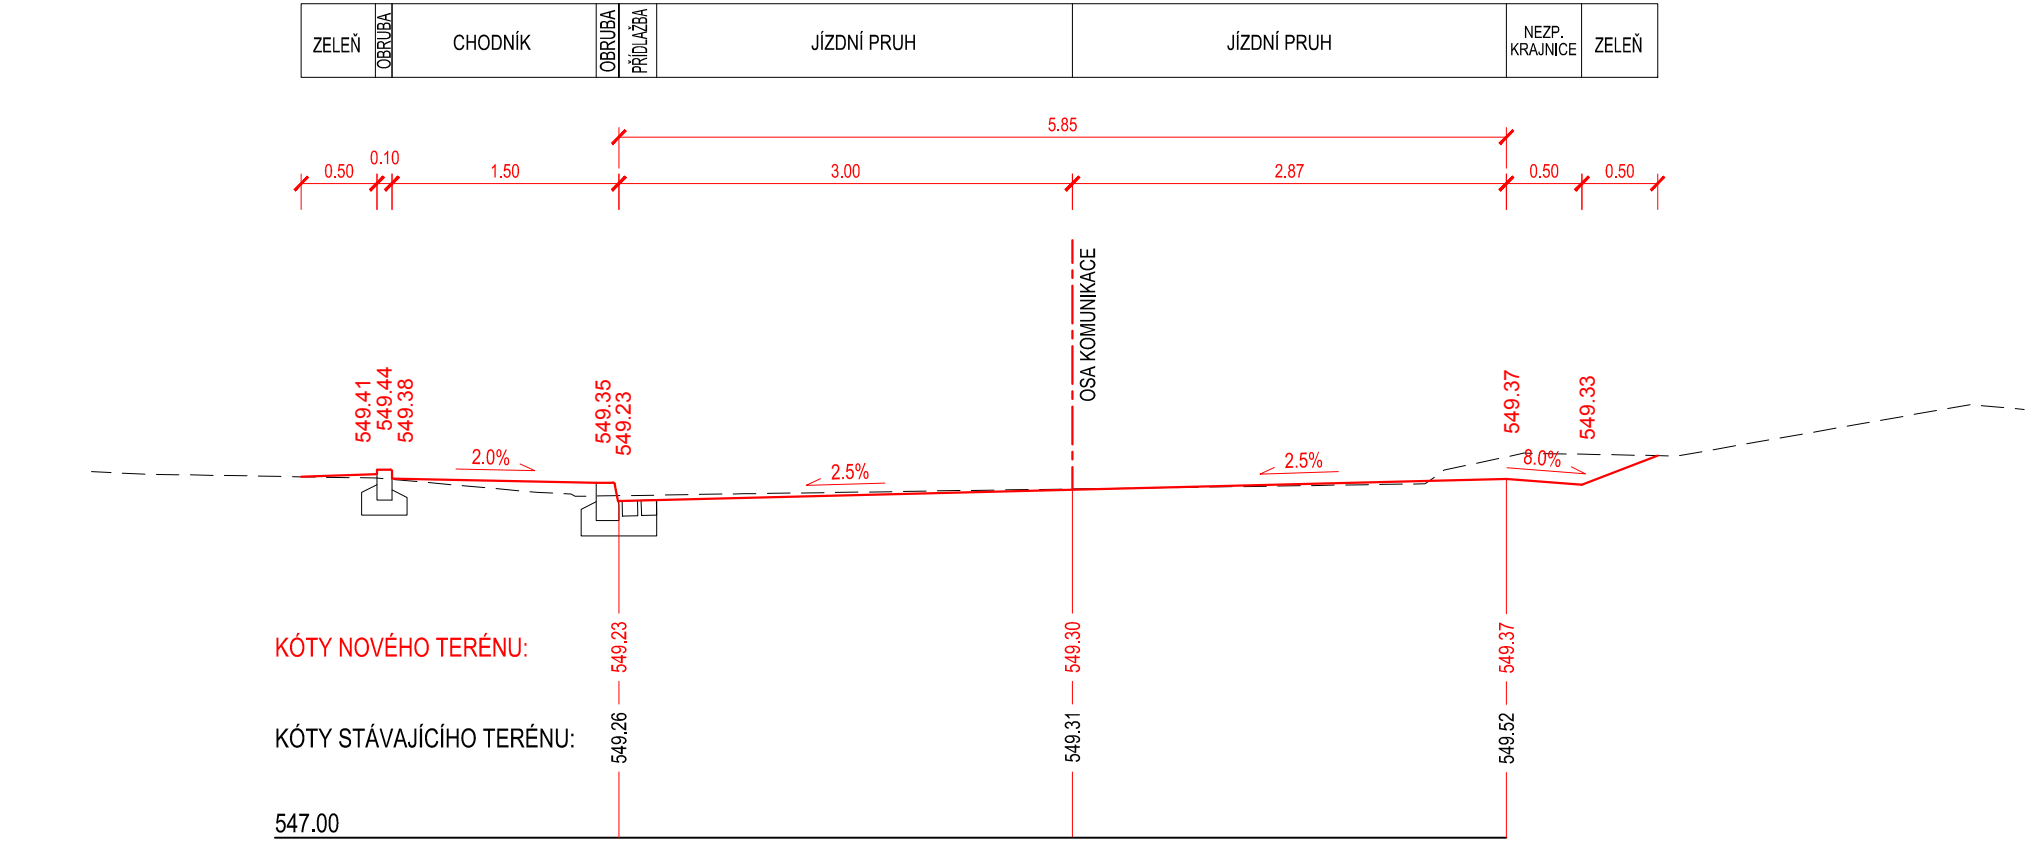 ZELEŇ
OBRUBA
CHODNÍK
OBRUBA
PŘÍDLAŽBA
JÍZDNÍ PRUH
JÍZDNÍ PRUH
NEZP.
KRAJNICE
ZELEŇ
5.85
0.50
0.10
1.50
3.00
2.87
0.50
0.50
OSA KOMUNIKACE
549.41
549.44
549.38
549.35
549.23
549.37
549.33
2.0%
2.5%
2.5%
8.0%
KÓTY NOVÉHO TERÉNU:
549.23
549.30
549.37
KÓTY STÁVAJÍCÍHO TERÉNU:
549.26
549.31
549.52
547.00